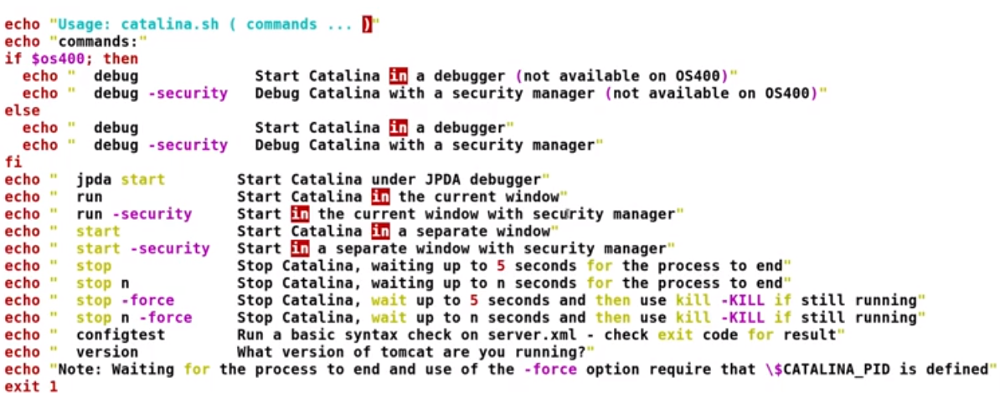 echo "Usage: catalina.sh ( commands ... )"
echo "commands:"
if $os400; then
  echo "  debug             Start Catalina in a debugger (not available on OS400)"
  echo "  debug -security   Debug Catalina with a security manager (not available on OS400)"
else
  echo "  debug             Start Catalina in a debugger"
  echo "  debug -security   Debug Catalina with a security manager"
fi
echo "  jpda start        Start Catalina under JPDA debugger"
echo "  run               Start Catalina in the current window"
echo "  run -security     Start in the current window with security manager"
echo "  start             Start Catalina in a separate window"
echo "  start -security   Start in a separate window with security manager"
echo "  stop              Stop Catalina, waiting up to 5 seconds for the process to end"
echo "  stop n            Stop Catalina, waiting up to n seconds for the process to end"
echo "  stop -force       Stop Catalina, wait up to 5 seconds and then use kill -KILL if still running"
echo "  stop n -force     Stop Catalina, wait up to n seconds and then use kill -KILL if still running"
echo "  configtest        Run a basic syntax check on server.xml - check exit code for result"
echo "  version           What version of tomcat are you running?"
echo "Note: Waiting for the process to end and use of the -force option require that \$CATALINA_PID is defined"
exit 1